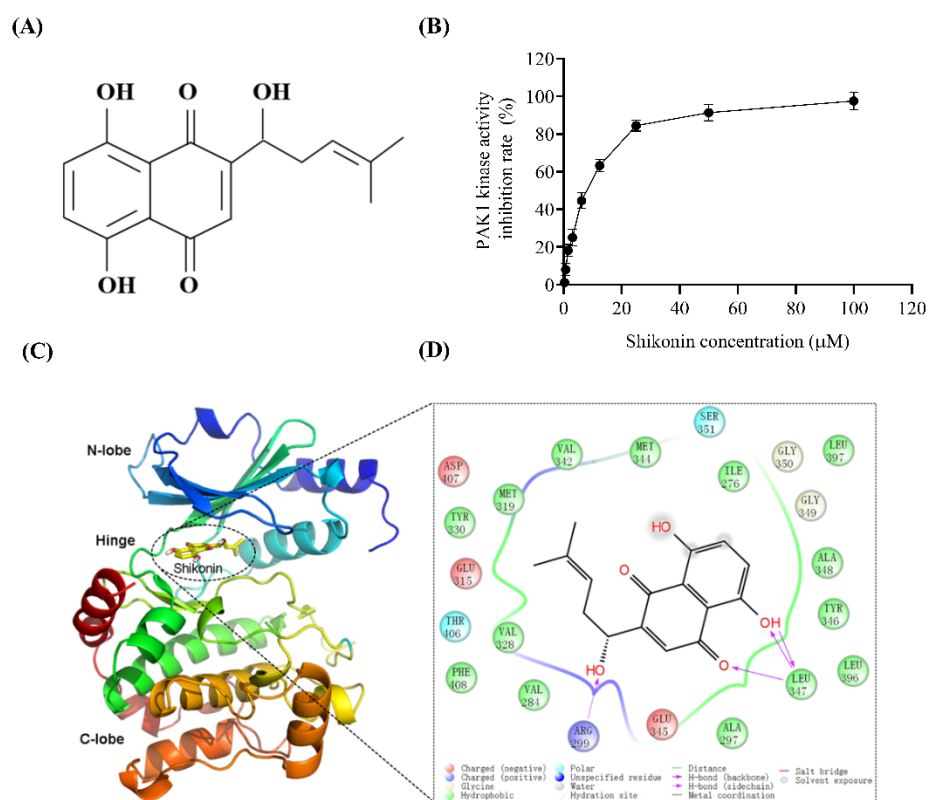 (A)
OH
O
OH
OH
O
(B)
PAK1 kinase activity
inhibition rate (%)
120
100
80
60
40
20
0
0
20
40
60
80
100
120
Shikonin concentration (μM)
(C)
N-lobe
Hinge
Shikonin
C-lobe
(D)
SER
351
VAL
342
MET
344
GLY
350
LEU
397
ASP
407
ILE
276
MET
319
GLY
349
TYR
330
HO
ALA
348
GLU
315
O
TYR
346
THR
406
OH
VAL
328
HO
O
LEU
347
LEU
396
PHE
408
VAL
284
ARG
299
GLU
345
ALA
297
Charged (negative)
Charged (positive)
Glycine
Hydrophobic
Polar
Unspecified residue
Water
Hydration site
Distance
H-bond (backbone)
H-bond (sidechain)
Metal coordination
Salt bridge
Solvent exposure